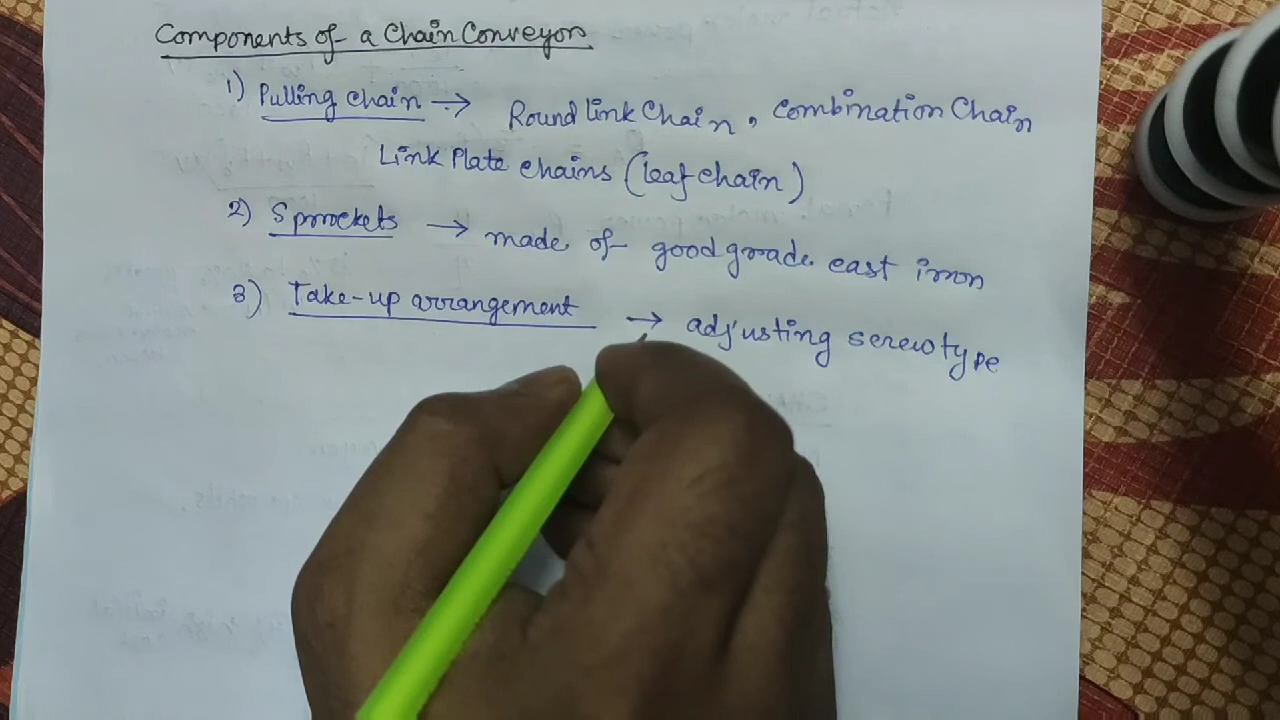 Components of a Chain Conveyor
1) Pulling chain → Round link Chain, Combination Chain
Link Plate chains (leaf chain)
2) Sprockets → made of good grade cast iron
3) Take-up arrangement → adjusting screw type